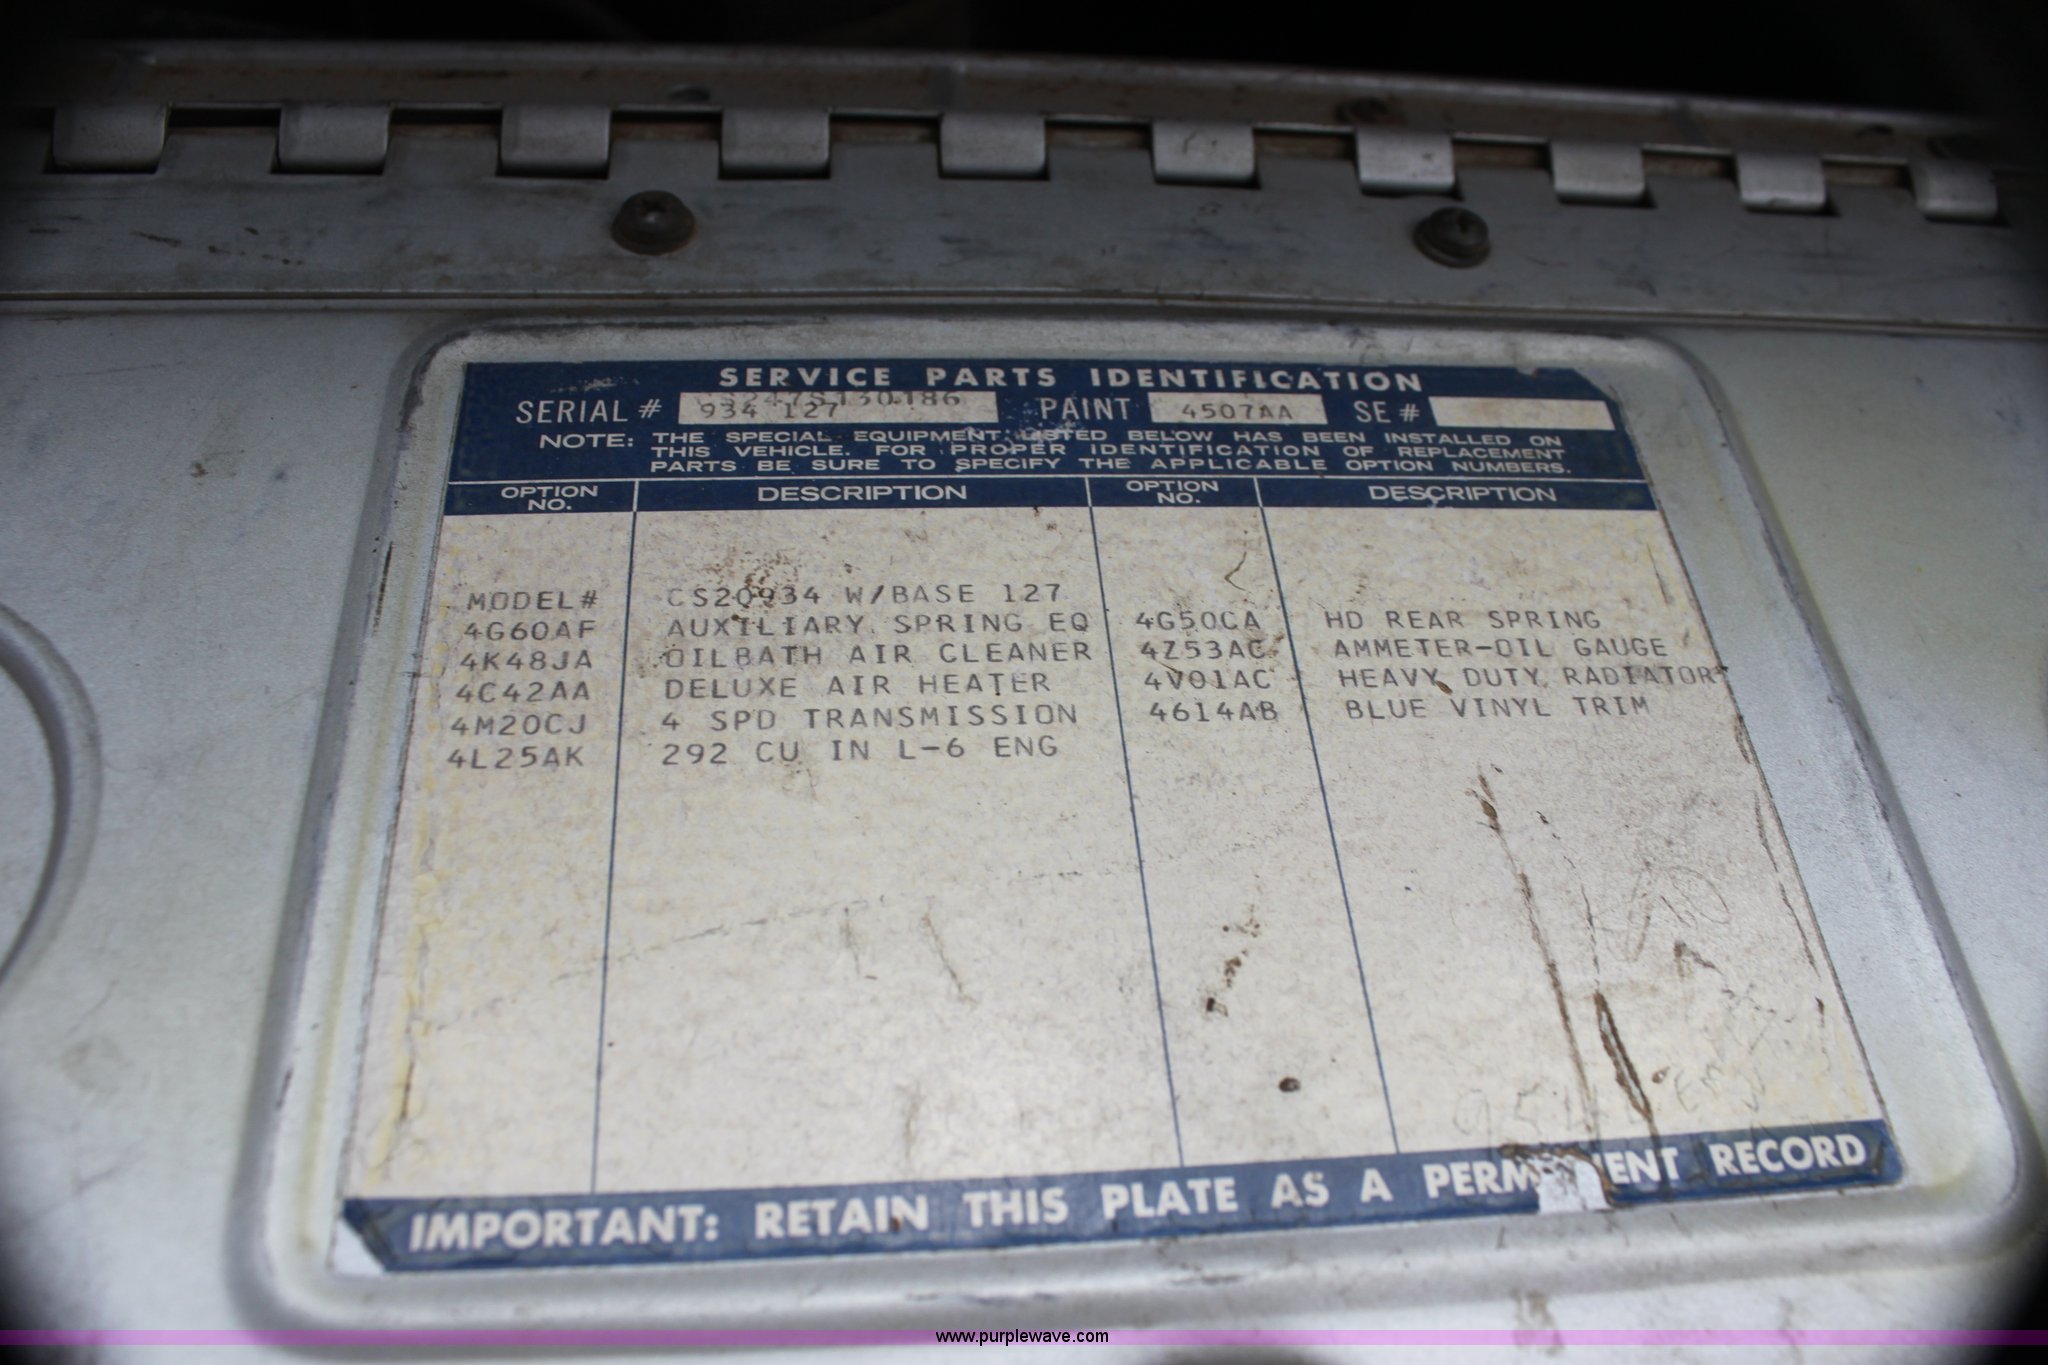 SERVICE PARTS IDENTIFICATION
SERIAL # 934 127 PAINT 4507AA SE #
NOTE: THE SPECIAL EQUIPMENT LISTED BELOW HAS BEEN INSTALLED ON
THIS VEHICLE. FOR PROPER IDENTIFICATION OF REPLACEMENT
PARTS BE SURE TO SPECIFY THE APPLICABLE OPTION NUMBERS.
OPTION NO. DESCRIPTION OPTION NO. DESCRIPTION
MODEL# CS20934 W/BASE 127
4G60AF AUXILIARY SPRING EQ 4G50CA HD REAR SPRING
4K48JA OILBATH AIR CLEANER 4Z53AC AMMETER-OIL GAUGE
4C42AA DELUXE AIR HEATER 4V01AC HEAVY DUTY RADIATOR
4M20CJ 4 SPD TRANSMISSION 4614AB BLUE VINYL TRIM
4L25AK 292 CU IN L-6 ENG
IMPORTANT: RETAIN THIS PLATE AS A PERMANENT RECORD
www.purplewave.com